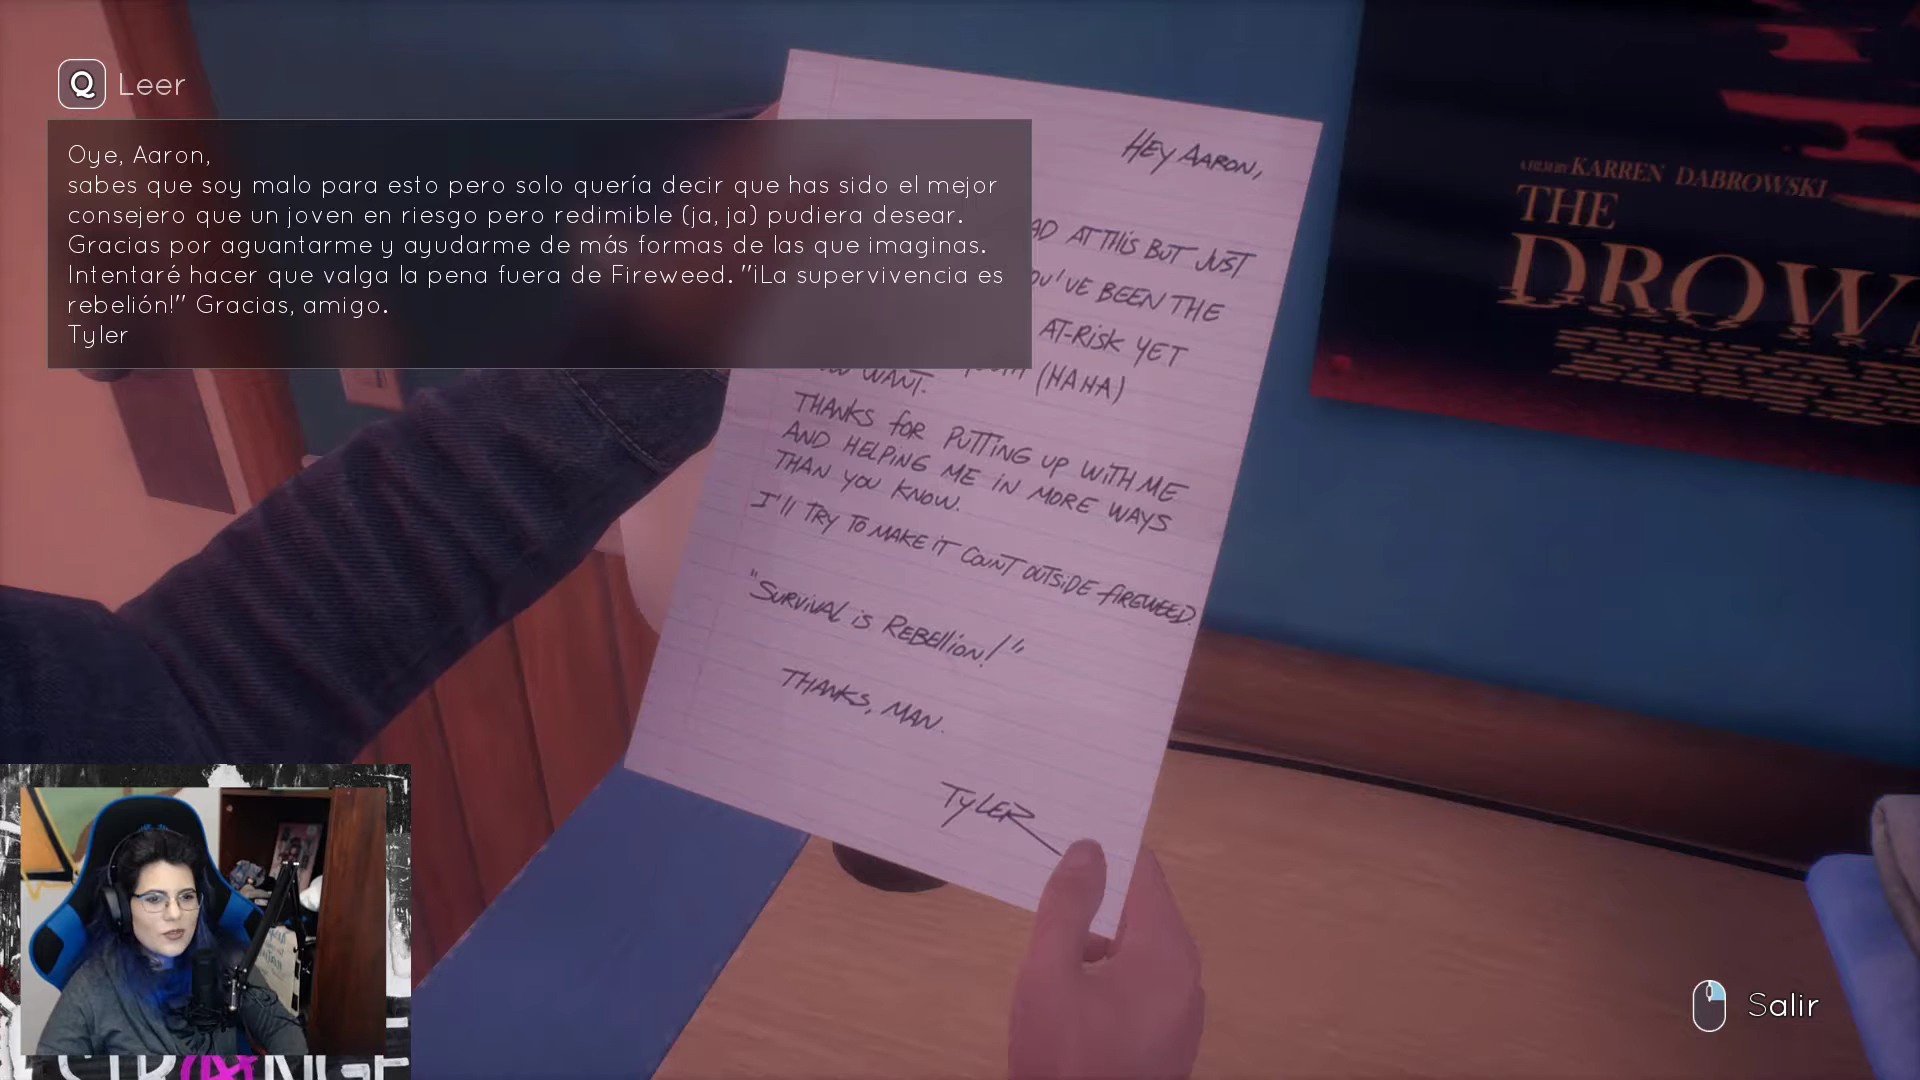 Q Leer
Oye, Aaron,
sabes que soy malo para esto pero solo quería decir que has sido el mejor
consejero que un joven en riesgo pero redimible (ja, ja) pudiera desear.
Gracias por aguantarme y ayudarme de más formas de las que imaginas.
Intentaré hacer que valga la pena fuera de Fireweed. "¡La supervivencia es
rebelión!" Gracias, amigo.
Tyler
HEY AARON,
AT THIS BUT JUST
BEEN THE
AT-RISK YET
(HAHA)
WANT.
THANKS FOR PUTTING UP WITH ME
AND HELPING ME IN MORE WAYS
THAN YOU KNOW.
I'll TRY TO MAKE IT COUNT OUTSIDE FIREWEED.
"SURVIVAL IS REBELLION!"
THANKS, MAN.
TYLER
A FILM BY KARREN DABROWSKI
THE
DROW
Salir